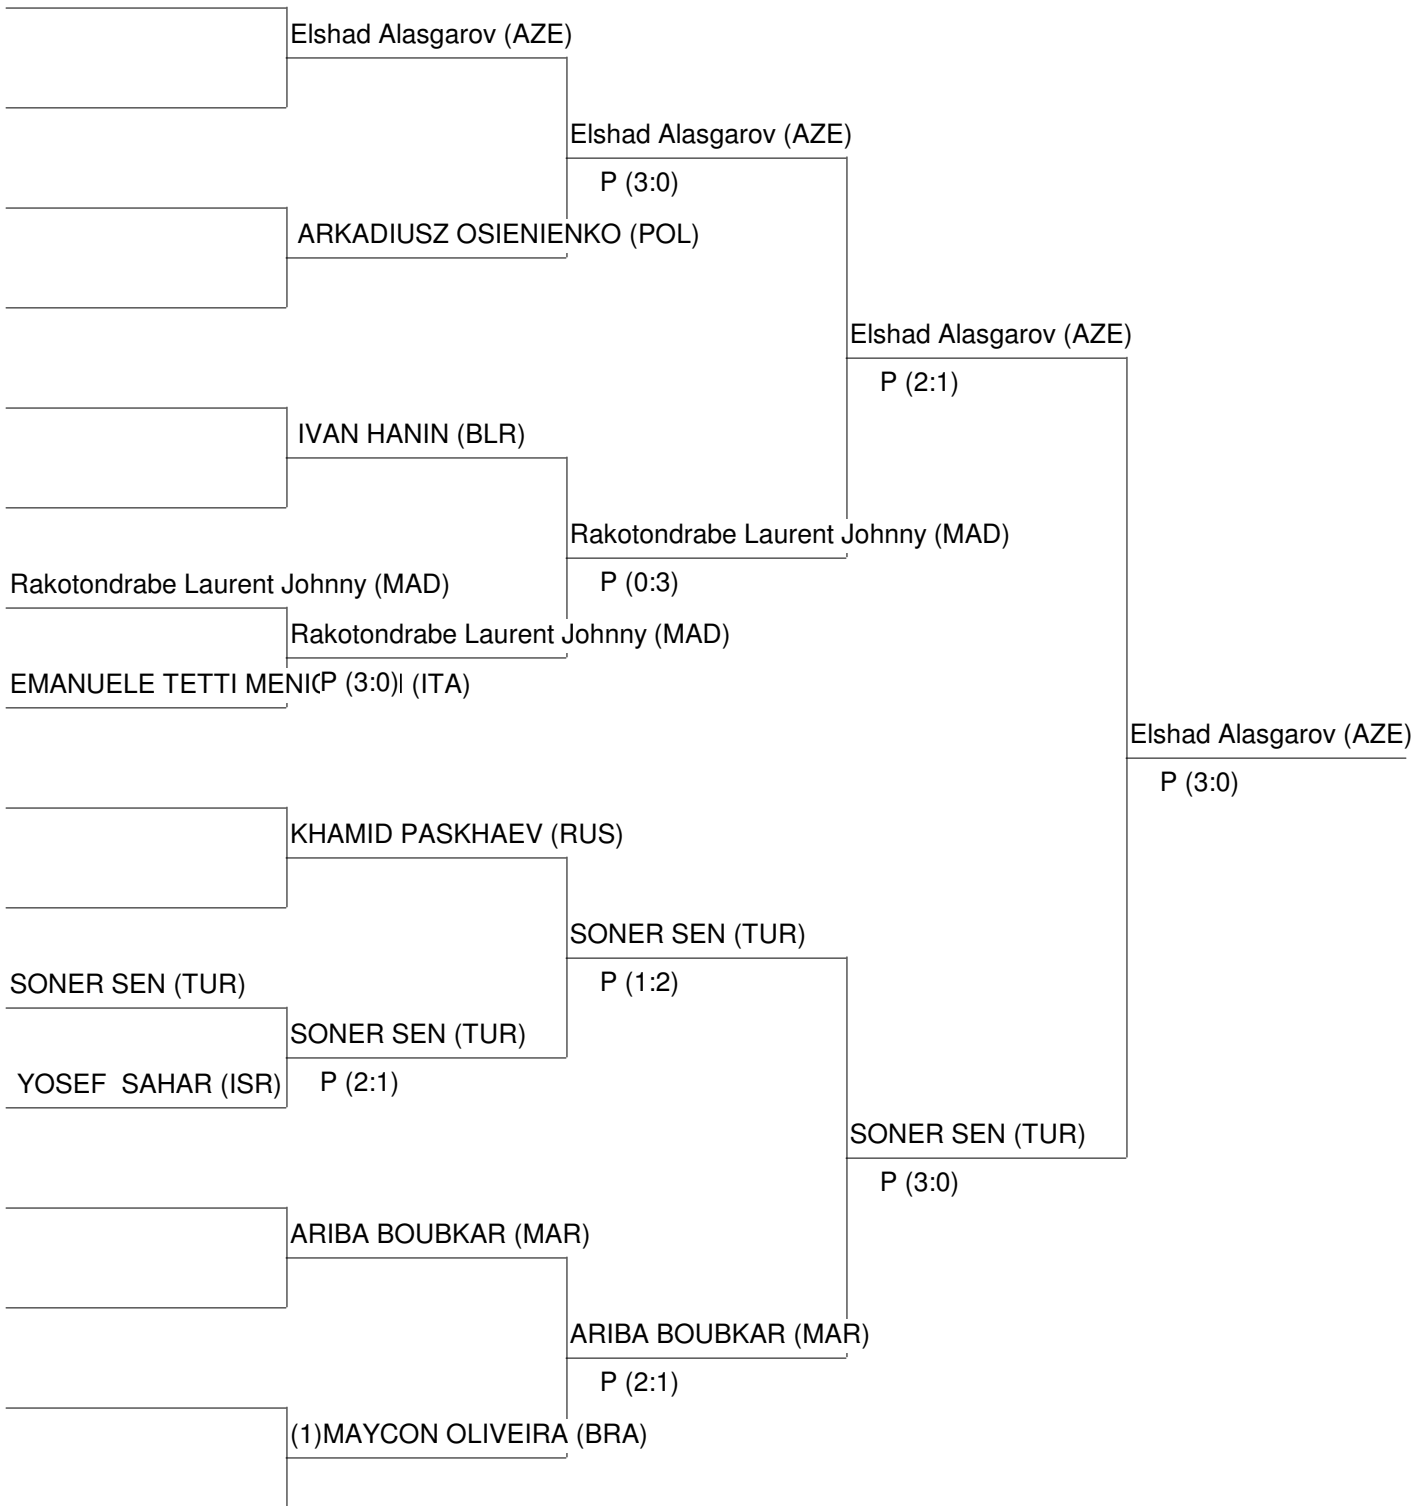 Elshad Alasgarov (AZE)
Elshad Alasgarov (AZE)
P (3:0)
ARKADIUSZ OSIENIENKO (POL)
Elshad Alasgarov (AZE)
P (2:1)
IVAN HANIN (BLR)
Rakotondrabe Laurent Johnny (MAD)
P (0:3)
Rakotondrabe Laurent Johnny (MAD)
Rakotondrabe Laurent Johnny (MAD)
EMANUELE TETTI (ITA)
P (3:0)
Elshad Alasgarov (AZE)
P (3:0)
KHAMID PASKHAEV (RUS)
SONER SEN (TUR)
P (1:2)
SONER SEN (TUR)
SONER SEN (TUR)
YOSEF SAHAR (ISR)
P (2:1)
SONER SEN (TUR)
P (3:0)
ARIBA BOUBKAR (MAR)
ARIBA BOUBKAR (MAR)
P (2:1)
(1)MAYCON OLIVEIRA (BRA)